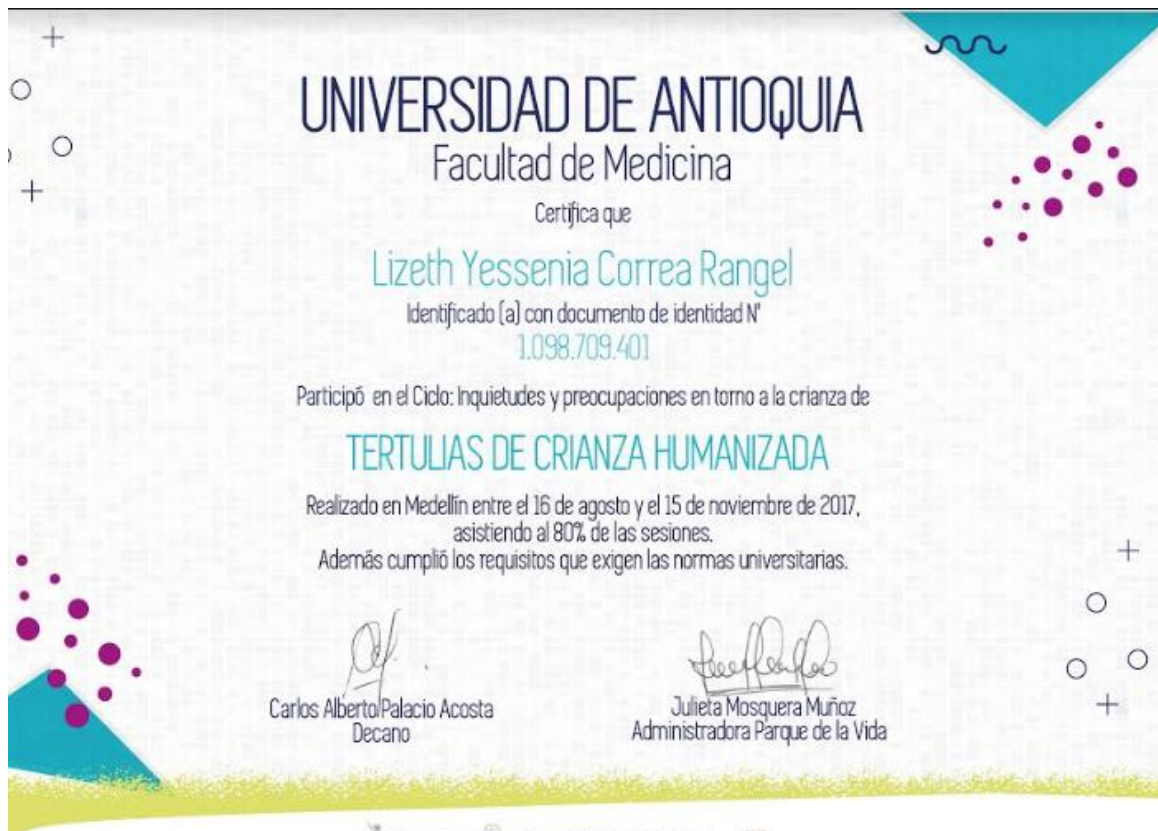 UNIVERSIDAD DE ANTIOQUIA
Facultad de Medicina
Certifica que
Lizeth Yessenia Correa Rangel
Identificado (a) con documento de identidad N°
1.098.709.401
Participó en el Ciclo: Inquietudes y preocupaciones en torno a la crianza de
TERTULIAS DE CRIANZA HUMANIZADA
Realizado en Medellín entre el 16 de agosto y el 15 de noviembre de 2017,
asistiendo al 80% de las sesiones.
Además cumplió los requisitos que exigen las normas universitarias.
Carlos Alberto Palacio Acosta
Decano
Julieta Mosquera Muñoz
Administradora Parque de la Vida